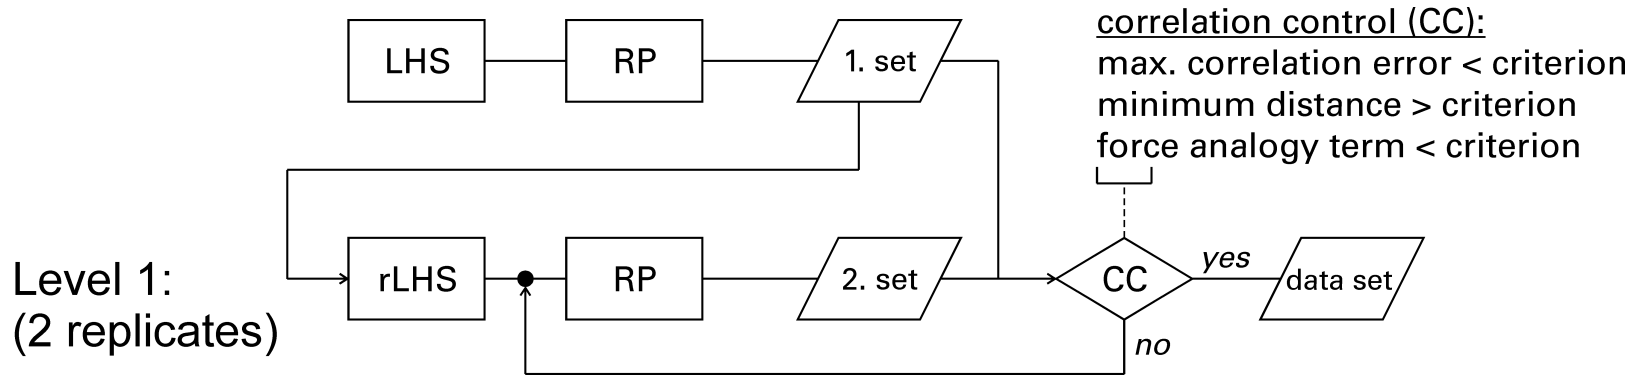 LHS
RP
1. set
correlation control (CC):
max. correlation error < criterion
minimum distance > criterion
force analogy term < criterion
Level 1:
(2 replicates)
rLHS
RP
2. set
CC
yes
data set
no